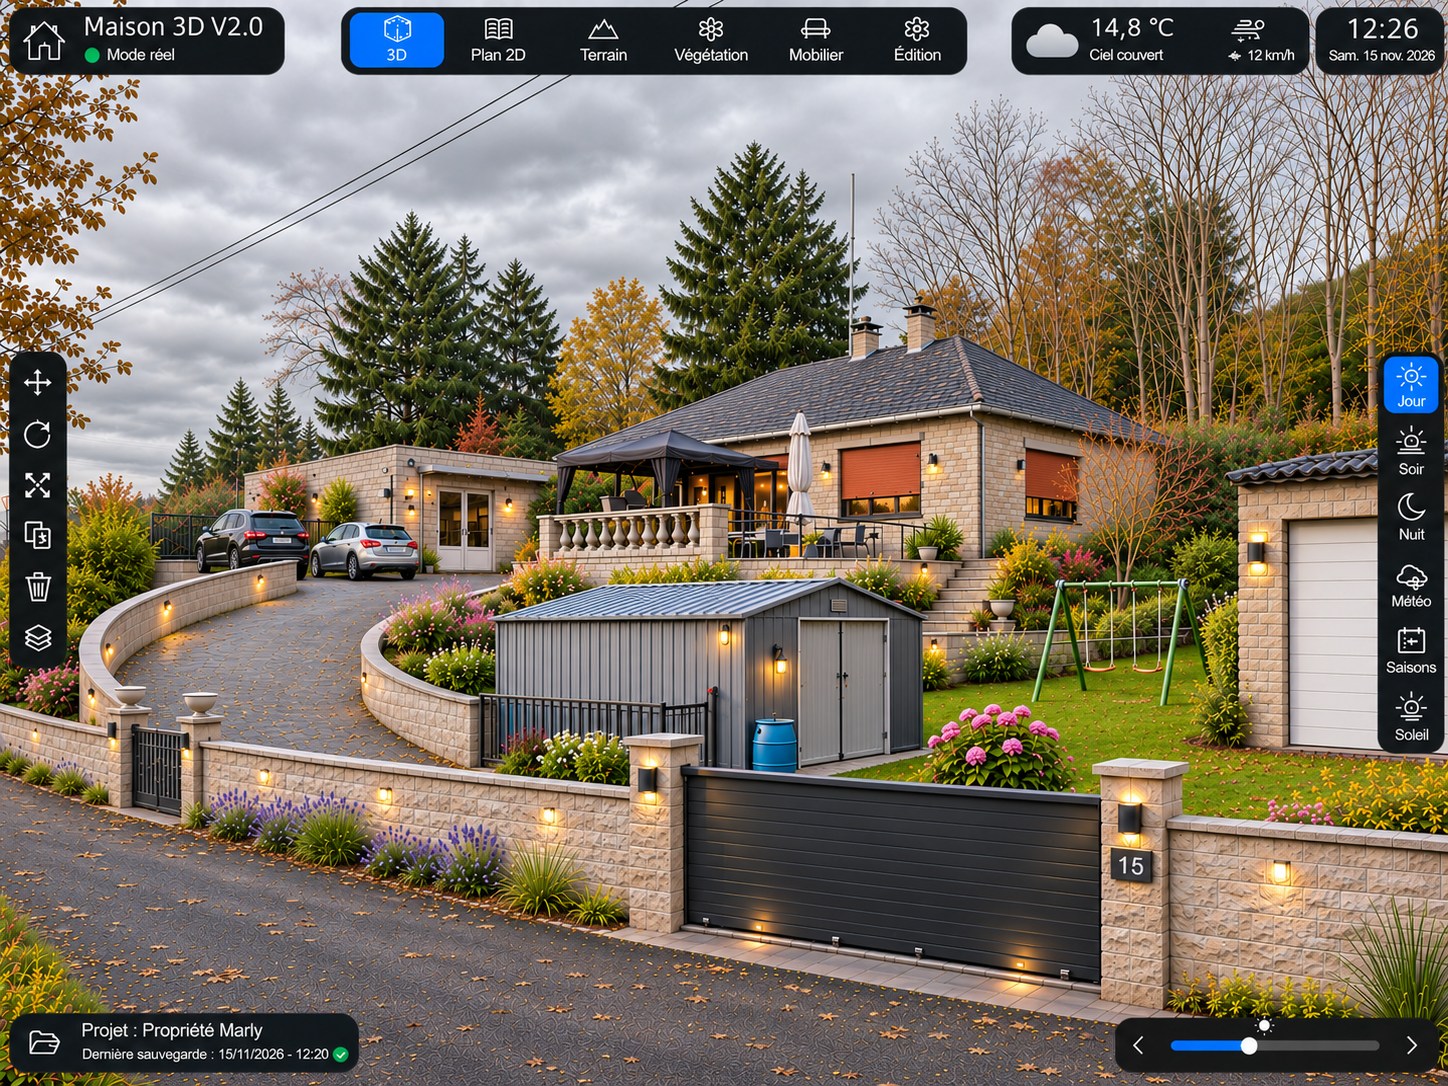 Maison 3D V2.0
Mode réel
3D
Plan 2D
Terrain
Végétation
Mobilier
Édition
14,8 °C
Ciel couvert
12 km/h
12:26
Sam. 15 nov. 2026
Jour
Soir
Nuit
Météo
Saisons
Soleil
15
Projet : Propriété Marly
Dernière sauvegarde : 15/11/2026 - 12:20